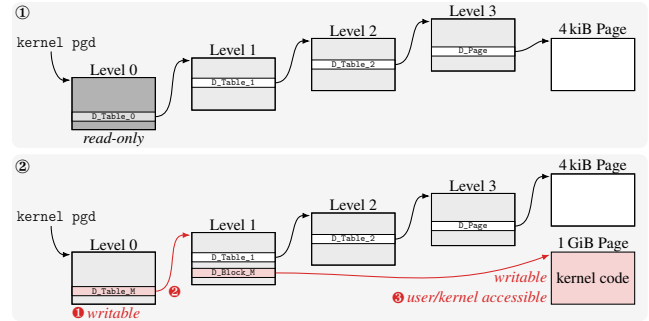 ①
Level 3
Level 2
4 kiB Page
kernel pgd
Level 1
Level 0
D_Page
D_Table_2
D_Table_1
D_Table_0
read-only
②
4 kiB Page
Level 3
Level 2
kernel pgd
Level 1
Level 0
D_Page
D_Table_2
1 GiB Page
D_Table_1
D_Block_M
writable
kernel code
D_Table_M
❷
❸ user/kernel accessible
❶ writable